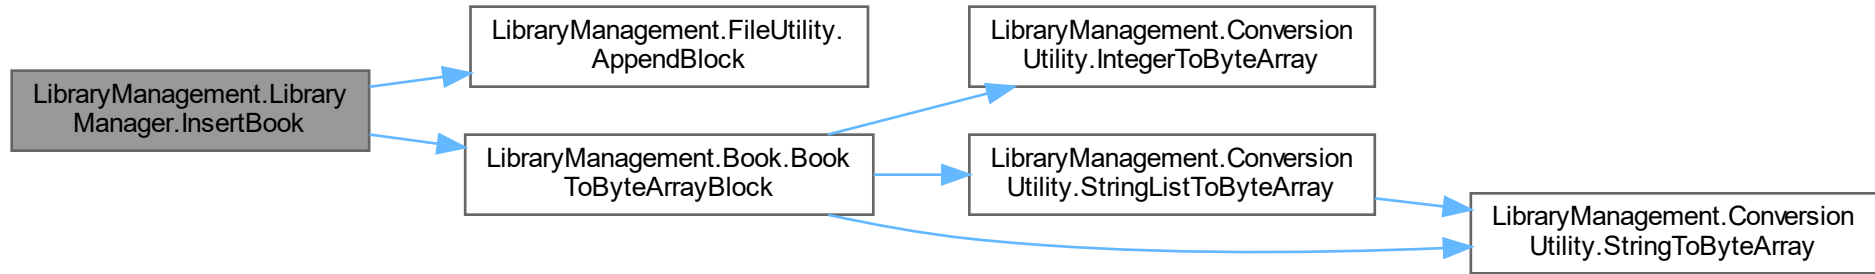 LibraryManagement.Library
Manager.InsertBook
LibraryManagement.FileUtility.
AppendBlock
LibraryManagement.Book.Book
ToByteArrayBlock
LibraryManagement.Conversion
Utility.IntegerToByteArray
LibraryManagement.Conversion
Utility.StringListToByteArray
LibraryManagement.Conversion
Utility.StringToByteArray